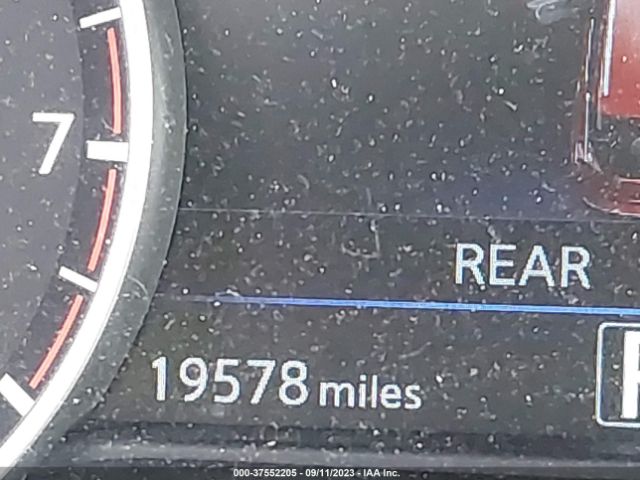 7
REAR
19578 miles
000-37552205 - 09/11/2023 - IAA Inc.